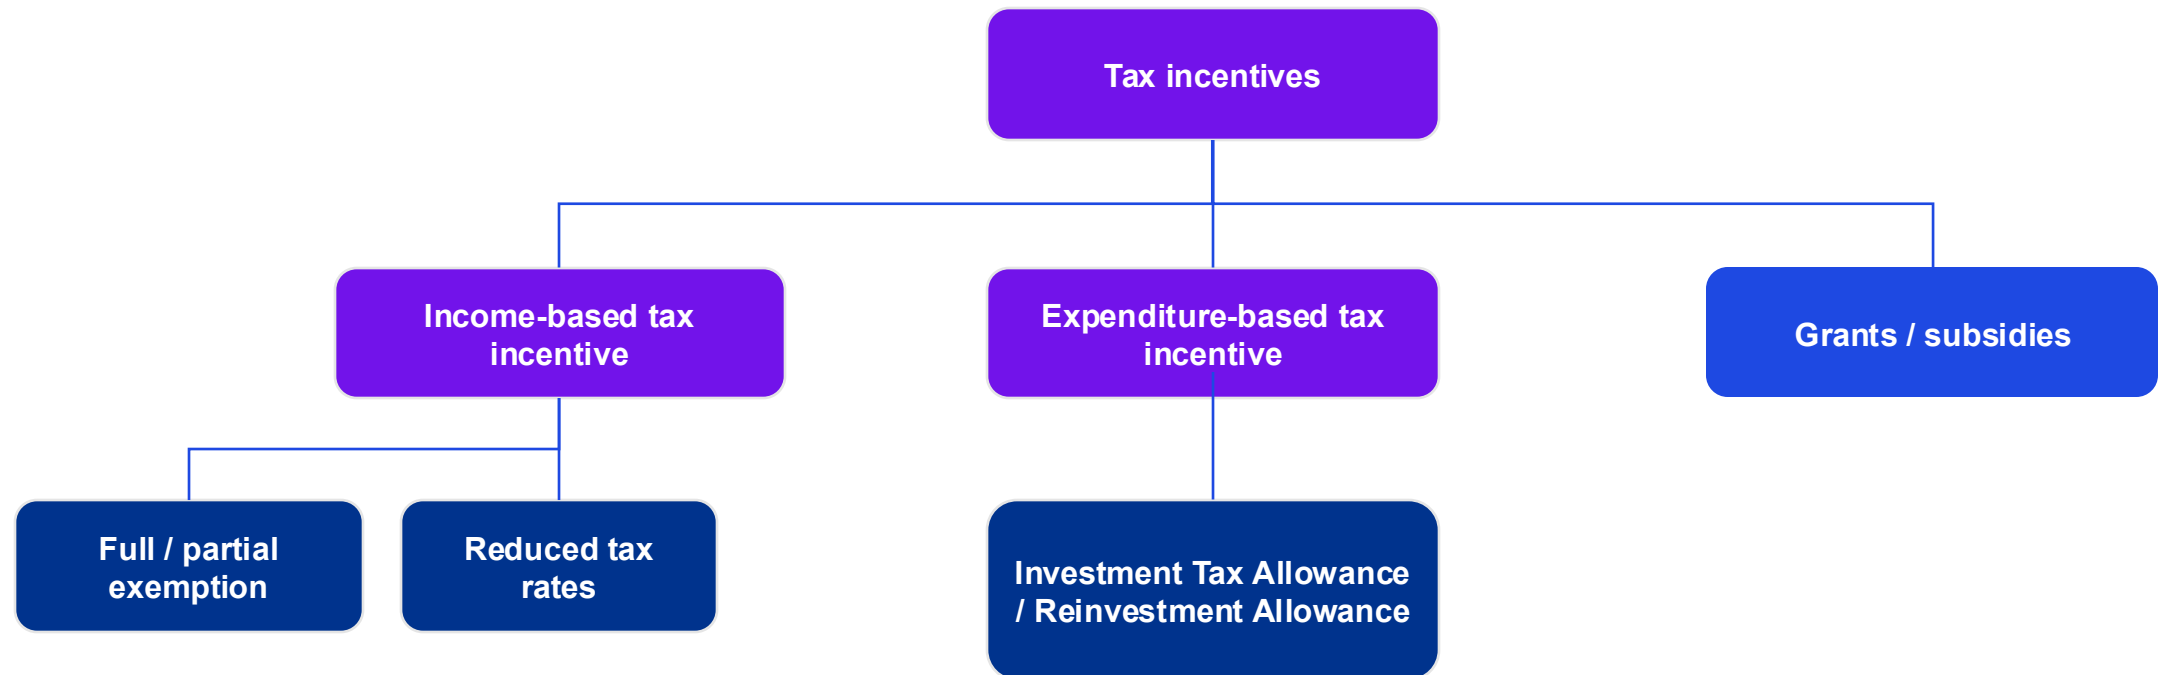 Tax incentives
Income-based tax
incentive
Expenditure-based tax
incentive
Grants / subsidies
Full / partial
exemption
Reduced tax
rates
Investment Tax Allowance
/ Reinvestment Allowance